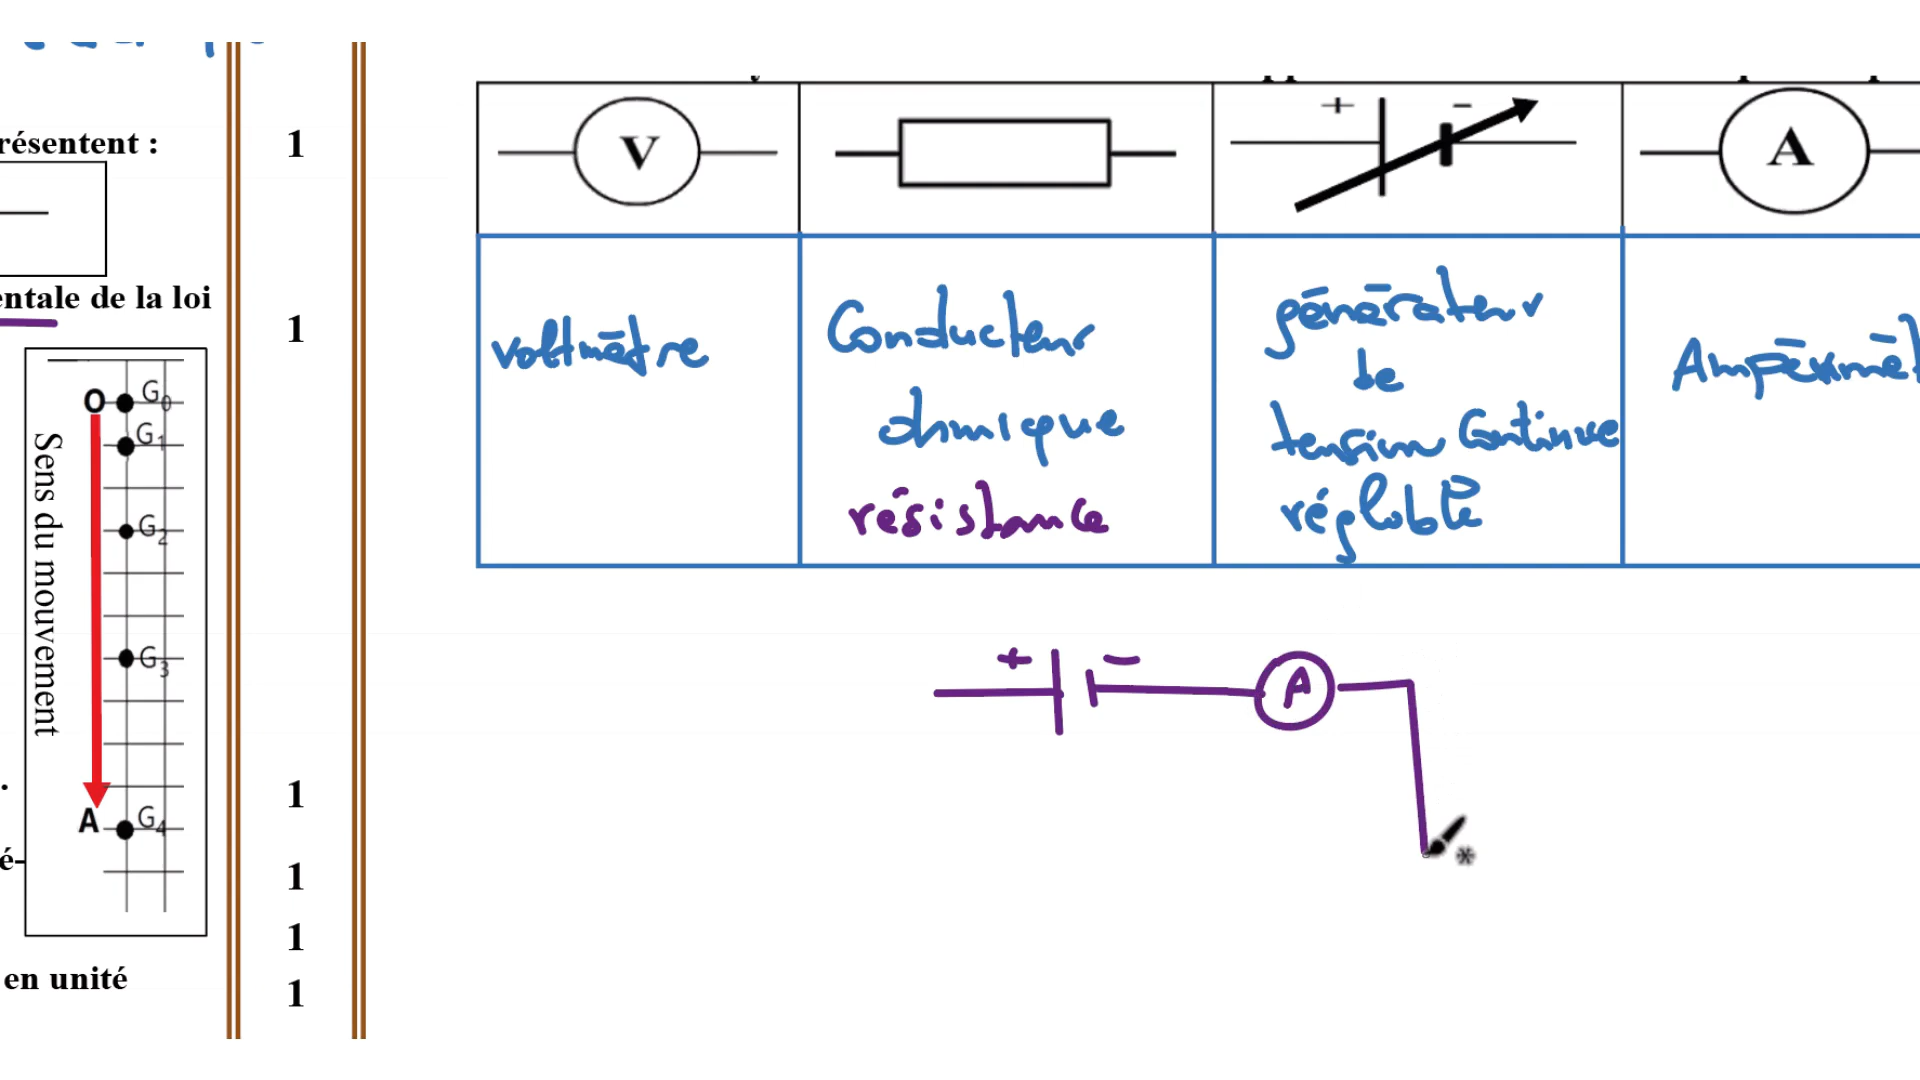 résentent :
1
entale de la loi
1
O G0
G1
G2
G3
A G4
Sens du mouvement
.
1
é-
1
1
en unité
1
V
+ -
A
voltmètre
Conducteur
ohmique
résistance
générateur
de
tension Continue
réglable
Ampèrmèt
+ -
A
*